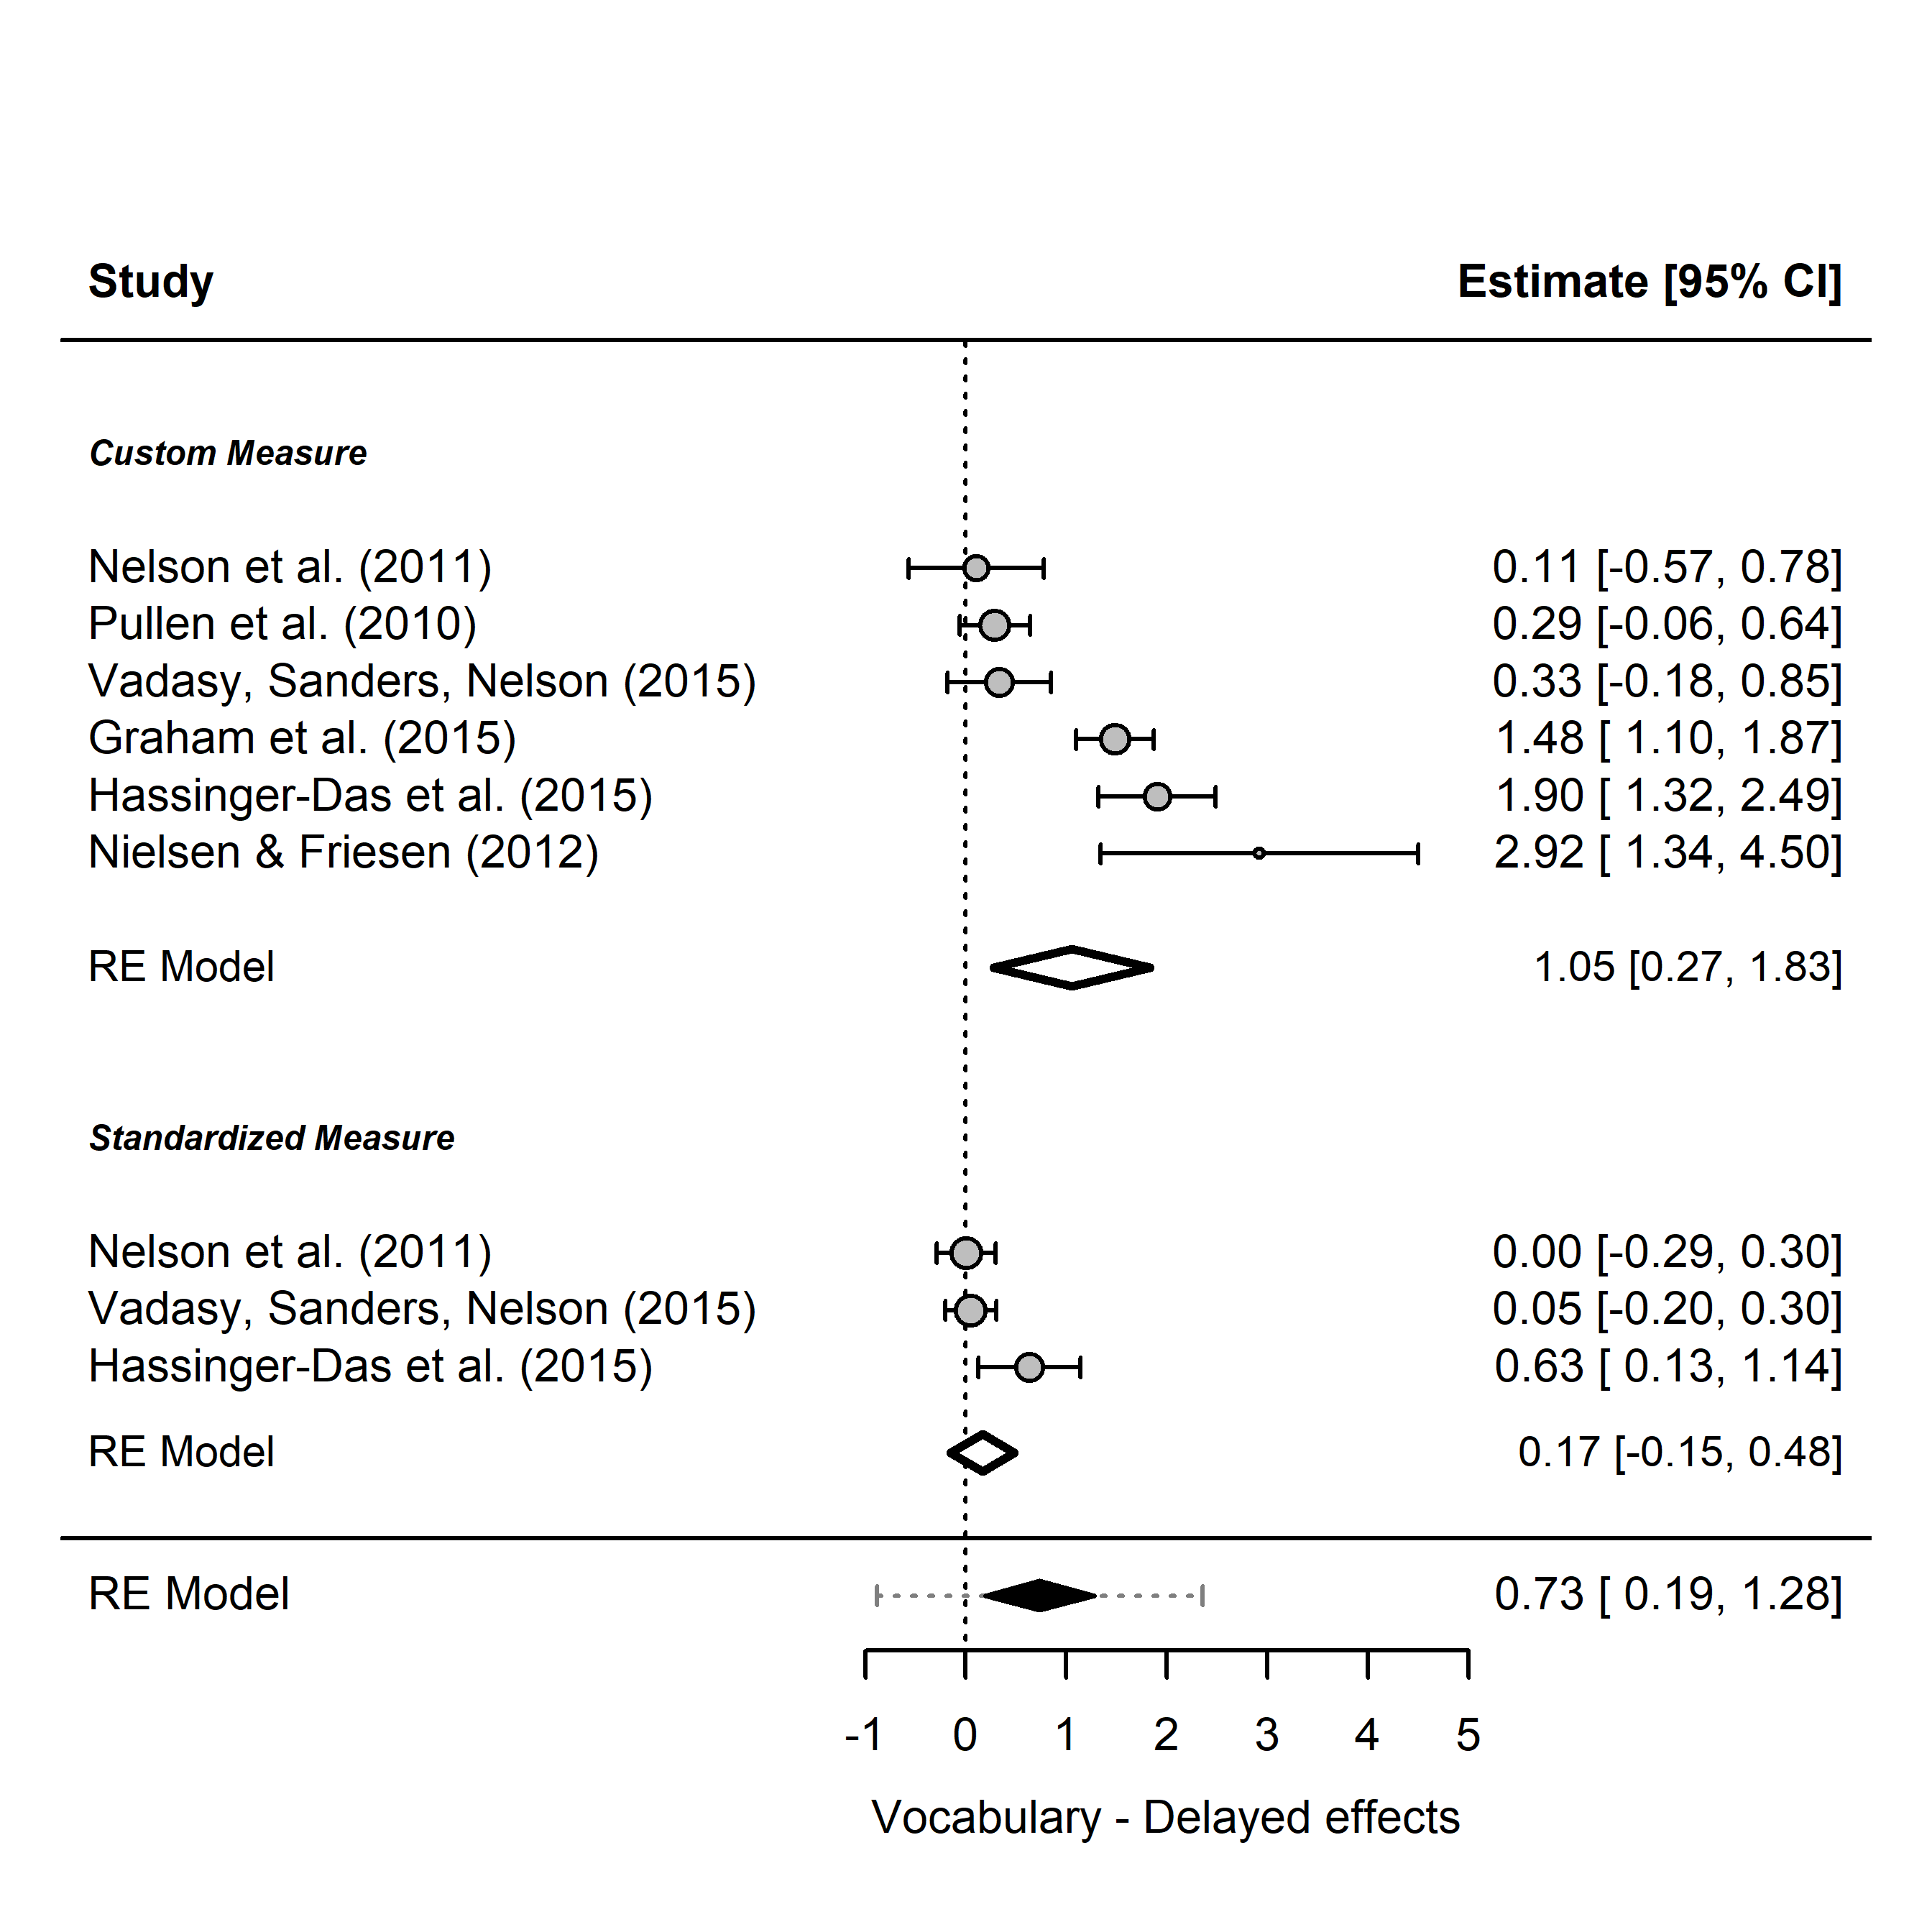 Study Estimate [95% CI]
Custom Measure
Nelson et al. (2011) 0.11 [-0.57, 0.78]
Pullen et al. (2010) 0.29 [-0.06, 0.64]
Vadasy, Sanders, Nelson (2015) 0.33 [-0.18, 0.85]
Graham et al. (2015) 1.48 [ 1.10, 1.87]
Hassinger-Das et al. (2015) 1.90 [ 1.32, 2.49]
Nielsen & Friesen (2012) 2.92 [ 1.34, 4.50]
RE Model 1.05 [0.27, 1.83]
Standardized Measure
Nelson et al. (2011) 0.00 [-0.29, 0.30]
Vadasy, Sanders, Nelson (2015) 0.05 [-0.20, 0.30]
Hassinger-Das et al. (2015) 0.63 [ 0.13, 1.14]
RE Model 0.17 [-0.15, 0.48]
RE Model 0.73 [ 0.19, 1.28]
-1 0 1 2 3 4 5
Vocabulary - Delayed effects